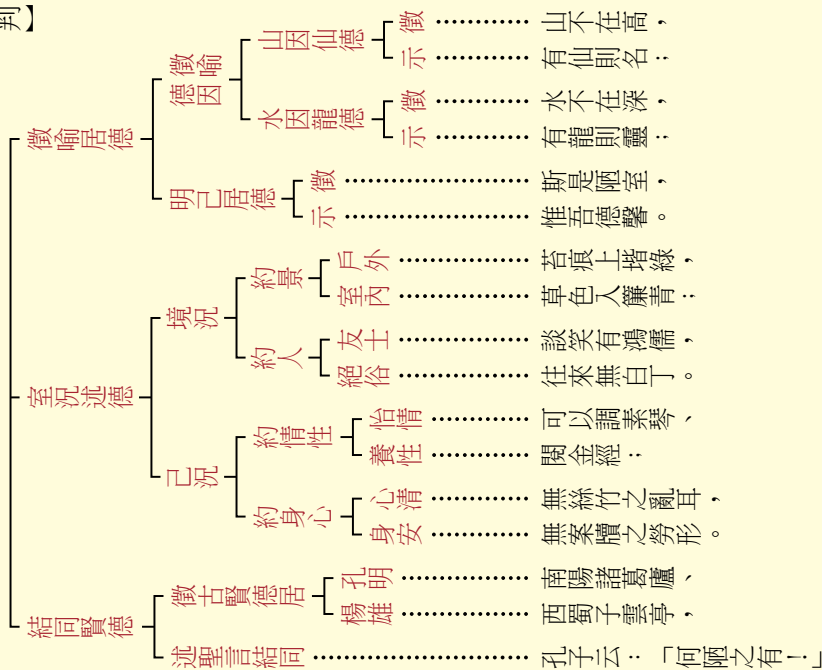 判】
徵喻居德
徵喻
德因
山因仙德
徵
山不在高，
示
有仙則名；
水因龍德
徵
水不在深，
示
有龍則靈；
明己居德
徵
斯是陋室，
示
惟吾德馨。
室況述德
境況
約景
戶外
苔痕上堦綠，
室內
草色入簾青；
約人
友士
談笑有鴻儒，
絕俗
往來無白丁。
己況
約情性
怡情
可以調素琴、
養性
閱金經；
約身心
心清
無絲竹之亂耳，
身安
無案牘之勞形。
結同賢德
徵古賢德居
孔明
南陽諸葛廬、
楊雄
西蜀子雲亭，
述聖言結同
孔子云：「何陋之有！」